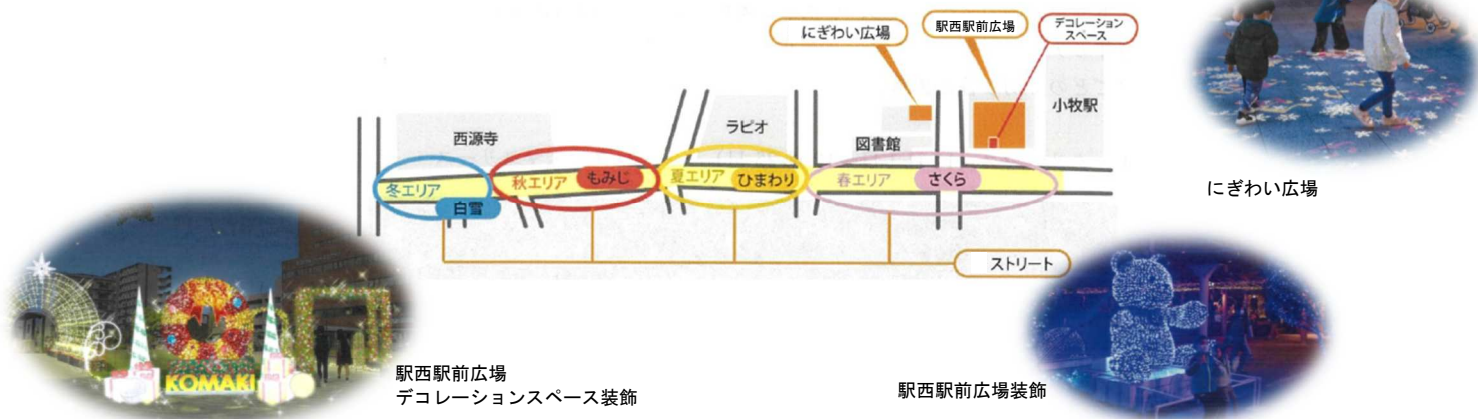 にぎわい広場
駅西駅前広場
デコレーション
スペース
小牧駅
ラピオ
西源寺
図書館
冬エリア
秋エリア
もみじ
夏エリア
ひまわり
春エリア
さくら
白雪
にぎわい広場
ストリート
KOMAKI
駅西駅前広場
デコレーションスペース装飾
駅西駅前広場装飾